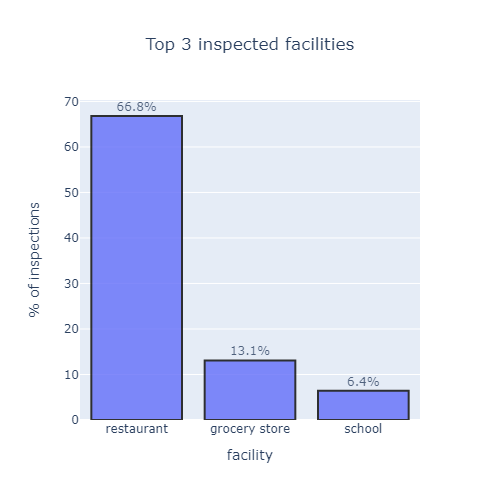 Top 3 inspected facilities
70
60
50
40
30
20
10
0
% of inspections
66.8%
13.1%
6.4%
restaurant grocery store school
facility